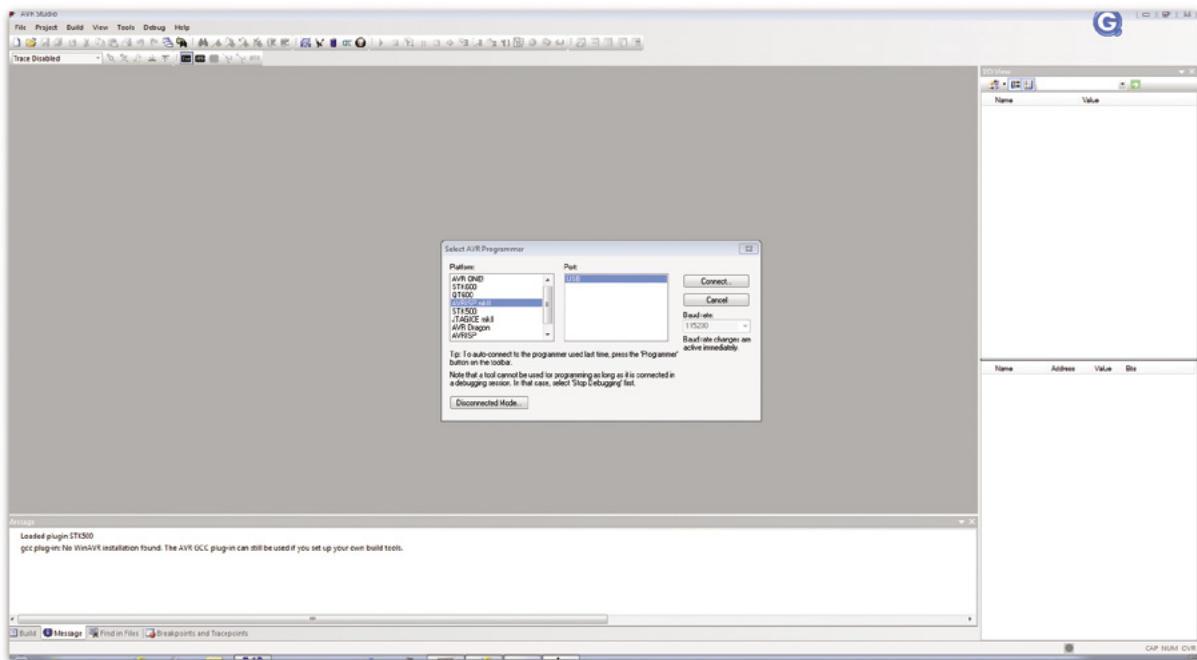 AVR Studio
File Project Build View Tools Debug Help
G
Trace Disabled
I/O View
Name Value
Select AVR Programmer
Platform: Port:
AVR ONE!
STK600
QT600
AVRISP mkII
STK500
JTAGICE mkII
AVR Dragon
AVRISP
USB
Connect...
Cancel
Baud rate:
115200
Baud rate changes are
active immediately.
Tip: To auto-connect to the programmer used last time, press the 'Programmer'
button on the toolbar.
Note that a tool cannot be used for programming as long as it is connected in
a debugging session. In that case, select 'Stop Debugging' first.
Disconnected Mode...
Name Address Value Bits
Message
Loaded plugin STK500
gcc plug-in: No WinAVR installation found. The AVR GCC plug-in can still be used if you set up your own build tools.
Build Message Find in Files Breakpoints and Tracepoints
CAP NUM OVR